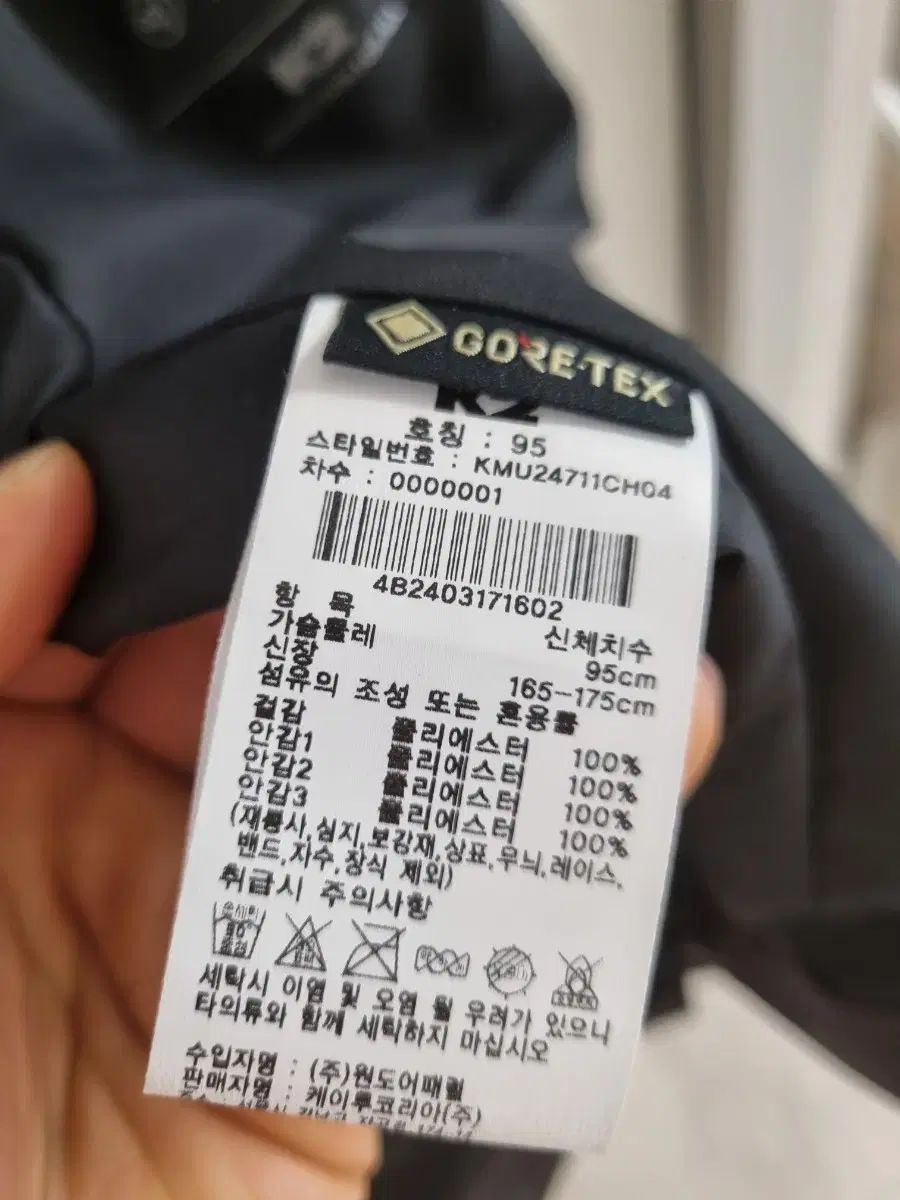 GORE-TEX
K2
호칭 : 95
스타일번호 : KMU24711CH04
차수 : 0000001
4B2403171602
항 목 신체치수
가슴둘레 95cm
신장 165-175cm
섬유의 조성 또는 혼용률
겉감 폴리에스터 100%
안감1 폴리에스터 100%
안감2 폴리에스터 100%
안감3 폴리에스터 100%
(재봉사,심지,보강재,상표,무늬,레이스,
밴드,자수,장식 제외)
취급시 주의사항
손세탁
세탁시 이염 및 오염 될 우려가 있으니
타의류와 함께 세탁하지 마십시오
수입자명 : (주)원도어패럴
판매자명 : 케이투코리아(주)